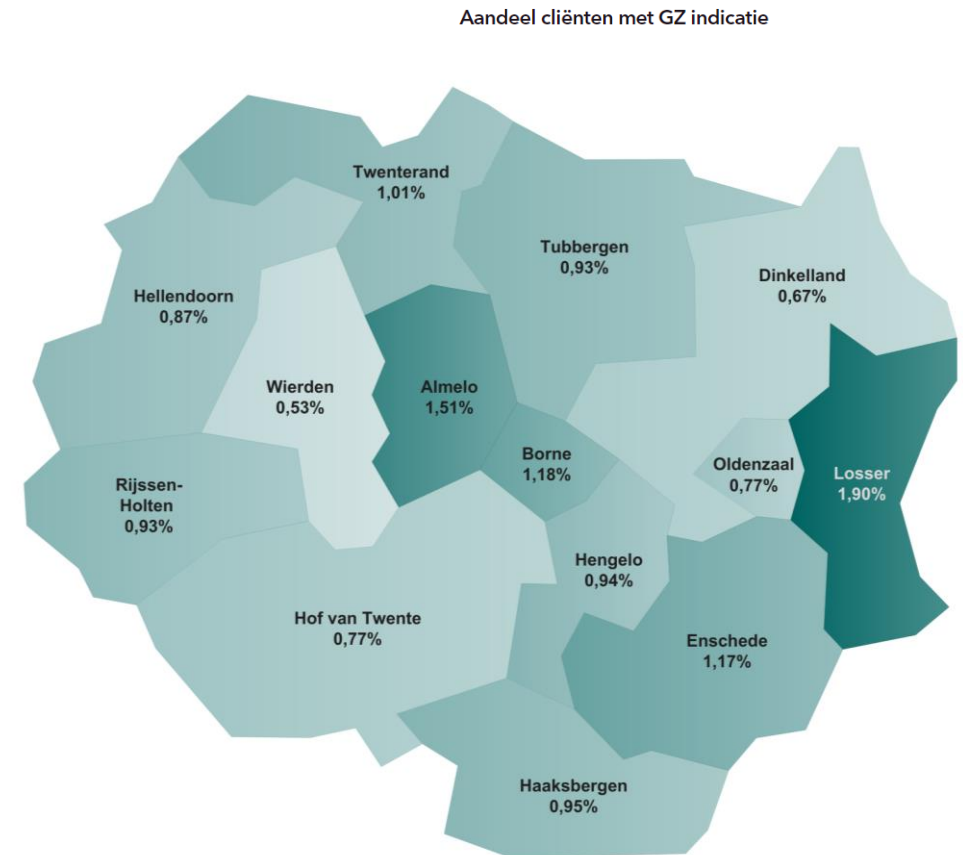 Aandeel cliënten met GZ indicatie
Twenterand
1,01%
Tubbergen
0,93%
Dinkelland
0,67%
Hellendoorn
0,87%
Wierden
0,53%
Almelo
1,51%
Borne
1,18%
Oldenzaal
0,77%
Losser
1,90%
Rijssen-
Holten
0,93%
Hengelo
0,94%
Hof van Twente
0,77%
Enschede
1,17%
Haaksbergen
0,95%